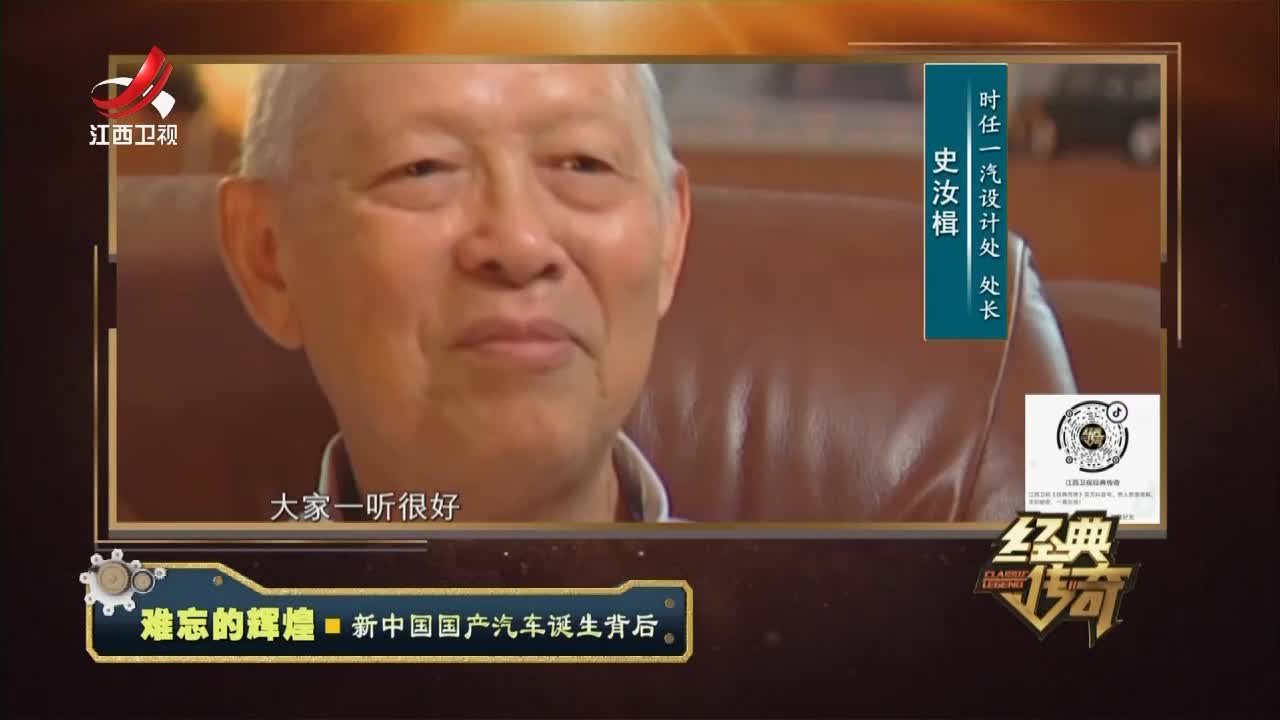 江西卫视
时任一汽设计处 处长
史汝楫
江西卫视经典传奇
大家一听很好
经典传奇
CLASSIC LEGEND
难忘的辉煌 新中国国产汽车诞生背后